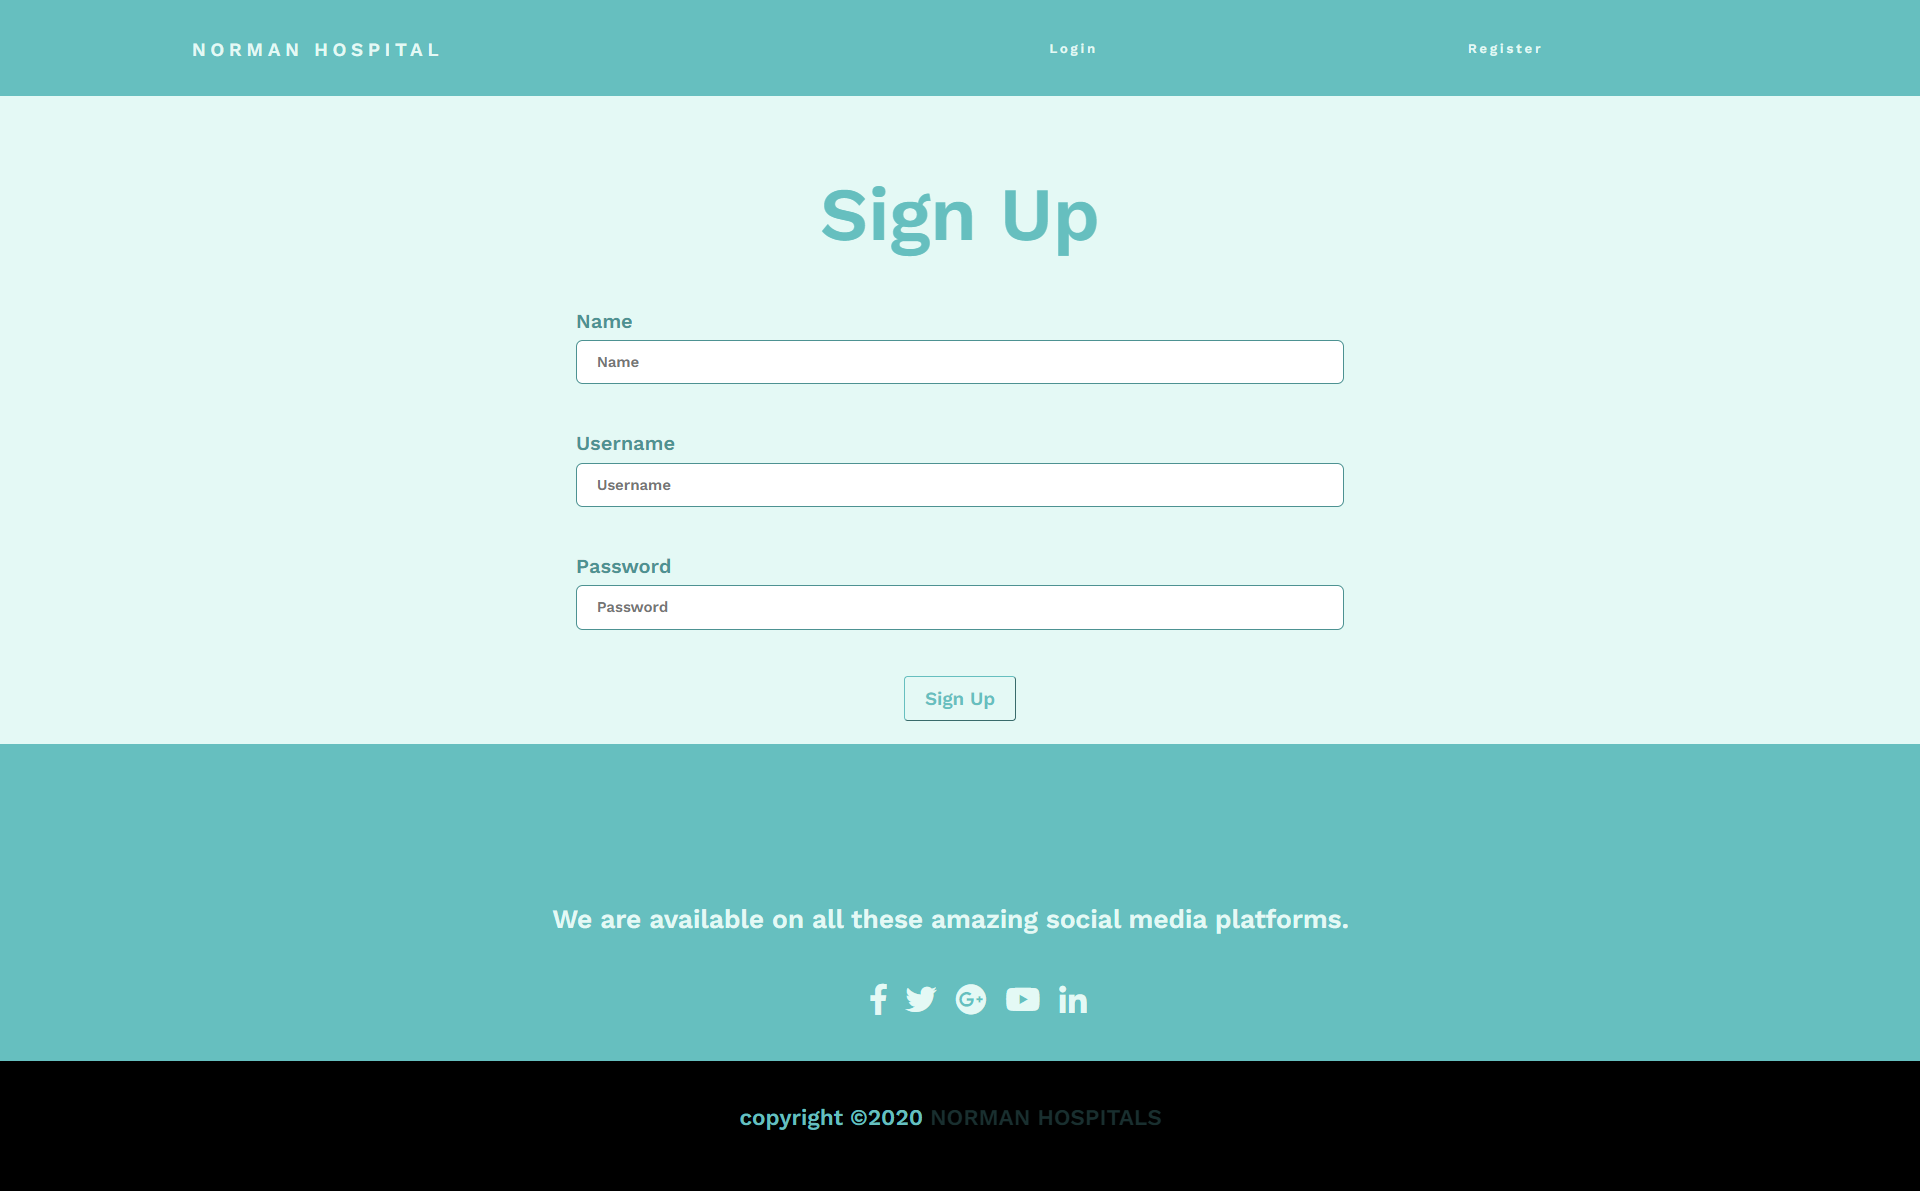 NORMAN HOSPITAL
Login
Register
Sign Up
Name
Name
Username
Username
Password
Password
Sign Up
We are available on all these amazing social media platforms.
copyright ©2020 NORMAN HOSPITALS